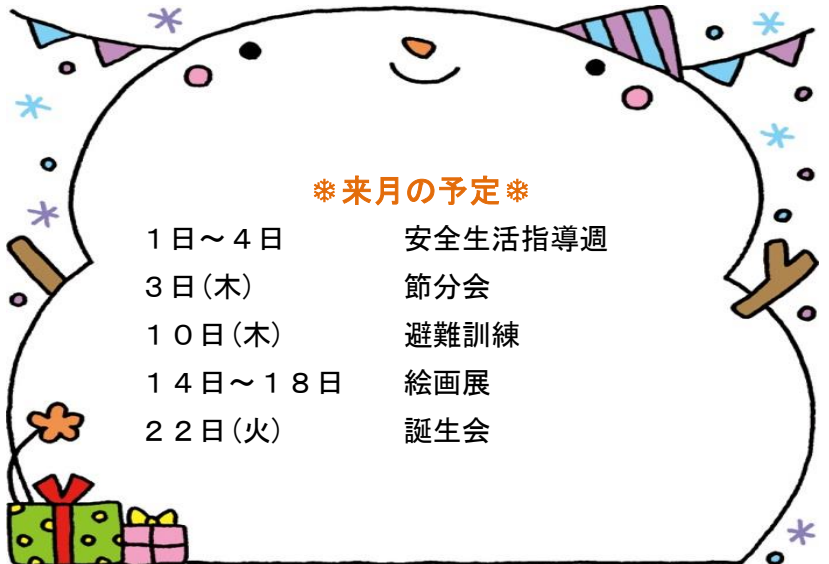 ❄来月の予定❄
１日～４日　安全生活指導週
３日(木)　節分会
１０日(木)　避難訓練
１４日～１８日　絵画展
２２日(火)　誕生会